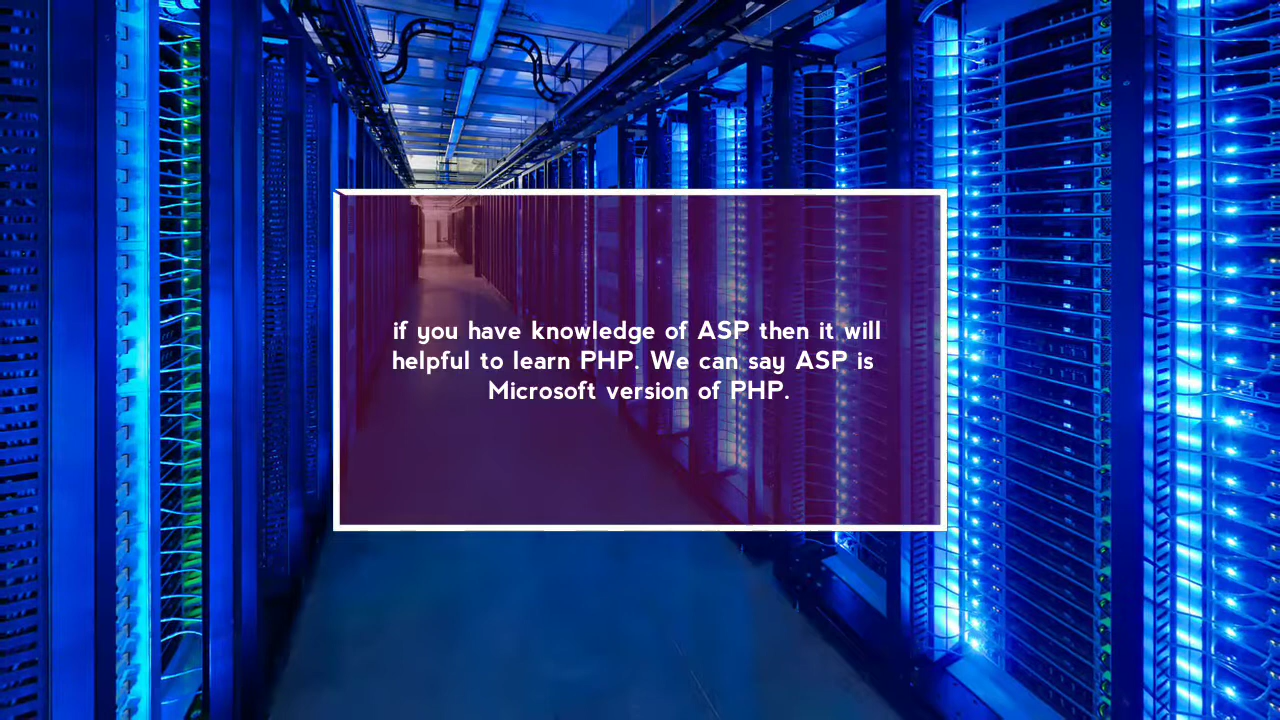 if you have knowledge of ASP then it will
helpful to learn PHP. We can say ASP is
Microsoft version of PHP.